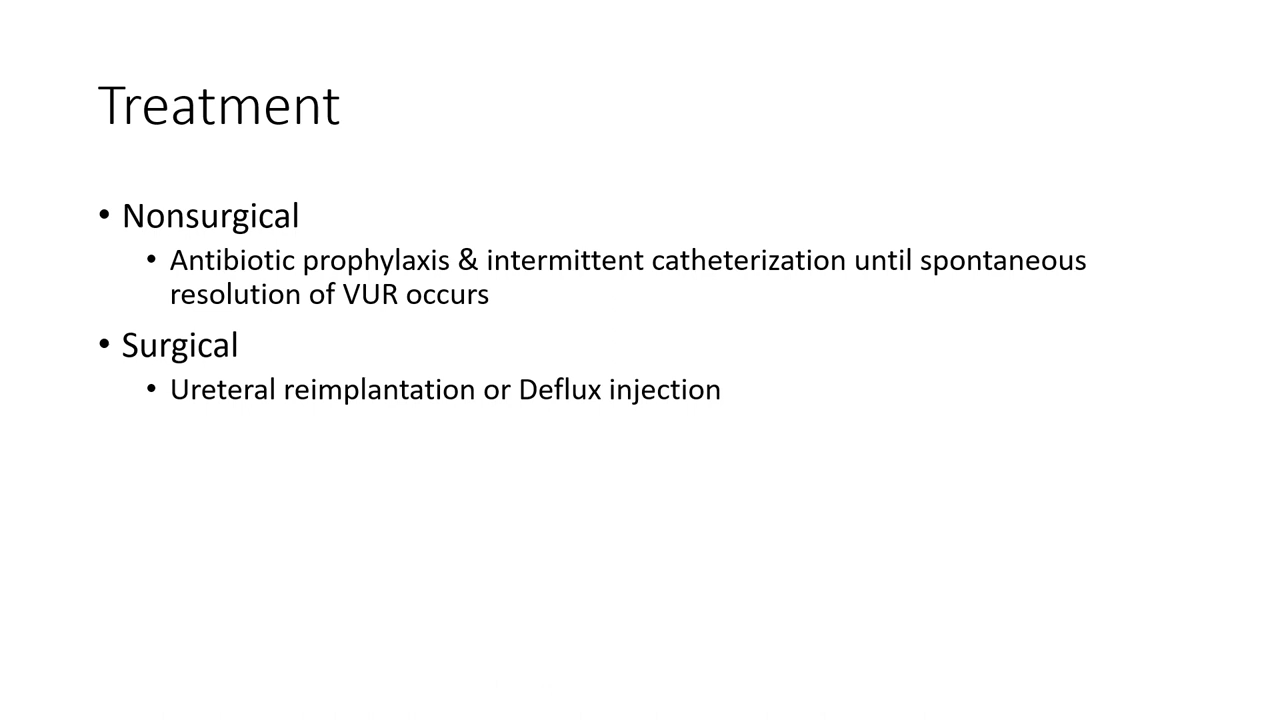 Treatment
• Nonsurgical
• Antibiotic prophylaxis & intermittent catheterization until spontaneous
resolution of VUR occurs
• Surgical
• Ureteral reimplantation or Deflux injection